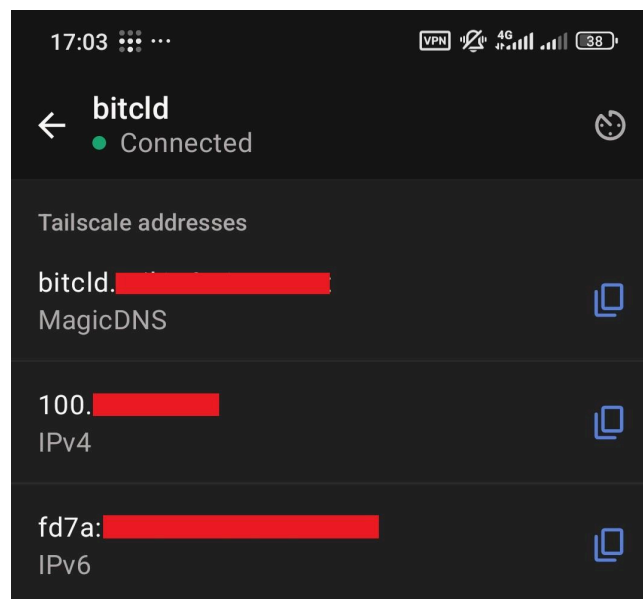 17:03
VPN 4G 38
bitcld
Connected
Tailscale addresses
bitcld.
MagicDNS
100.
IPv4
fd7a:
IPv6